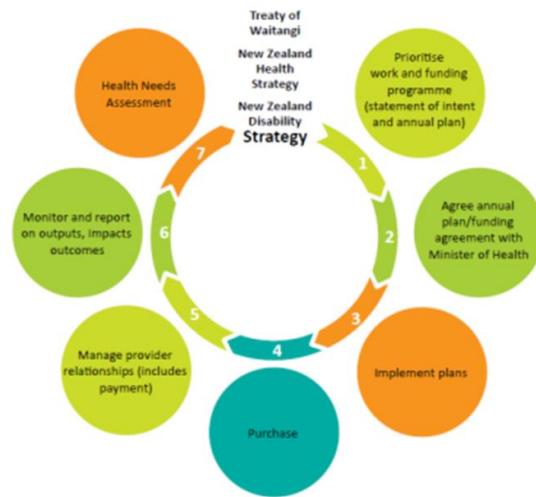 Treaty of
Waitangi
New Zealand
Health
Strategy
New Zealand
Disability
Strategy
1
Prioritise
work and funding
programme
(statement of intent
and annual plan)
2
Agree annual
plan/funding
agreement with
Minister of Health
3
Implement plans
4
Purchase
5
Manage provider
relationships (includes
payment)
6
Monitor and report
on outputs, impacts
outcomes
7
Health Needs
Assessment